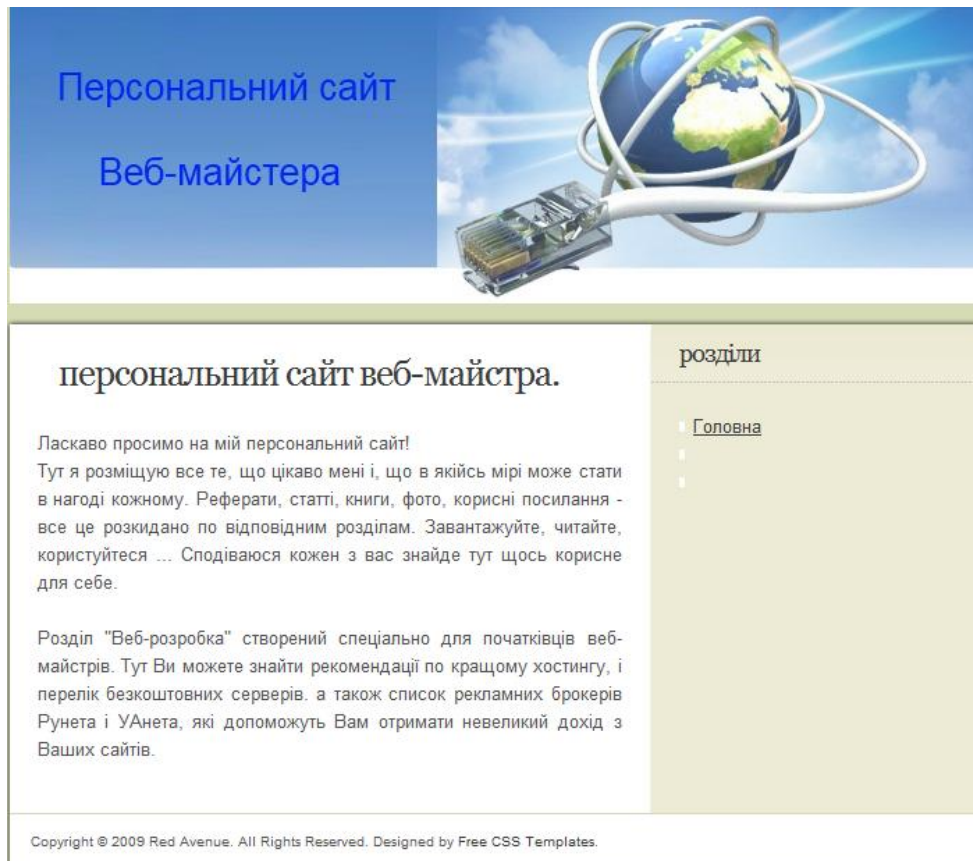 Персональний сайт
Веб-майстера
персональний сайт веб-майстра.
Ласкаво просимо на мій персональний сайт!
Тут я розміщую все те, що цікаво мені і, що в якійсь мірі може стати
в нагоді кожному. Реферати, статті, книги, фото, корисні посилання -
все це розкидано по відповідним розділам. Завантажуйте, читайте,
користуйтеся ... Сподіваюся кожен з вас знайде тут щось корисне
для себе.
Розділ "Веб-розробка" створений спеціально для початківців веб-
майстрів. Тут Ви можете знайти рекомендації по кращому хостингу, і
перелік безкоштовних серверів. а також список рекламних брокерів
Рунета і УАнета, які допоможуть Вам отримати невеликий дохід з
Ваших сайтів.
розділи
Головна
Copyright © 2009 Red Avenue. All Rights Reserved. Designed by Free CSS Templates.